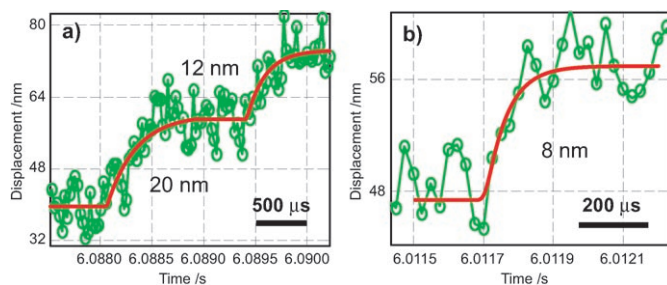 a)
80
64
48
32
Displacement /nm
12 nm
20 nm
500 μs
6.0880 6.0885 6.0890 6.0895 6.0900
Time /s
b)
56
48
Displacement /nm
8 nm
200 μs
6.0115 6.0117 6.0119 6.0121
Time /s